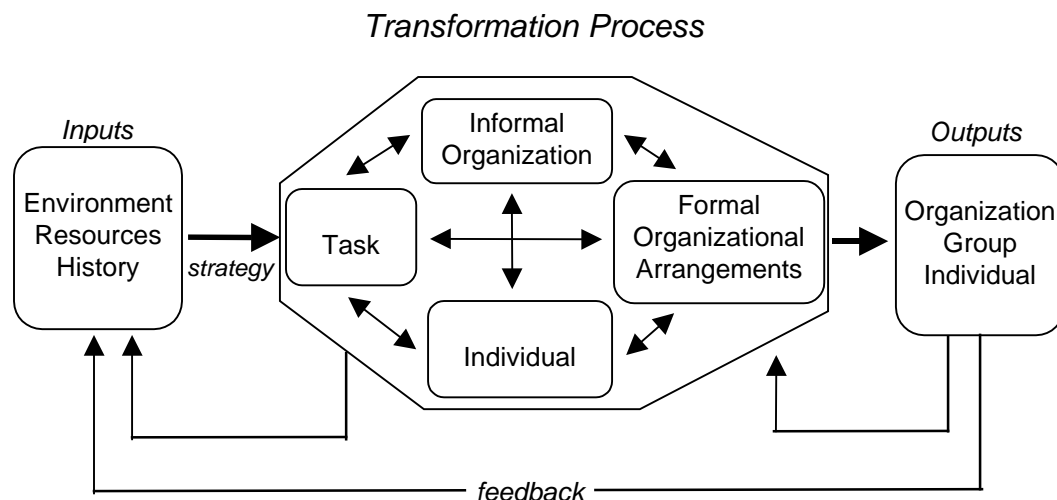 Transformation Process
Inputs
Environment
Resources
History
strategy
Informal
Organization
Task
Formal
Organizational
Arrangements
Individual
Outputs
Organization
Group
Individual
feedback